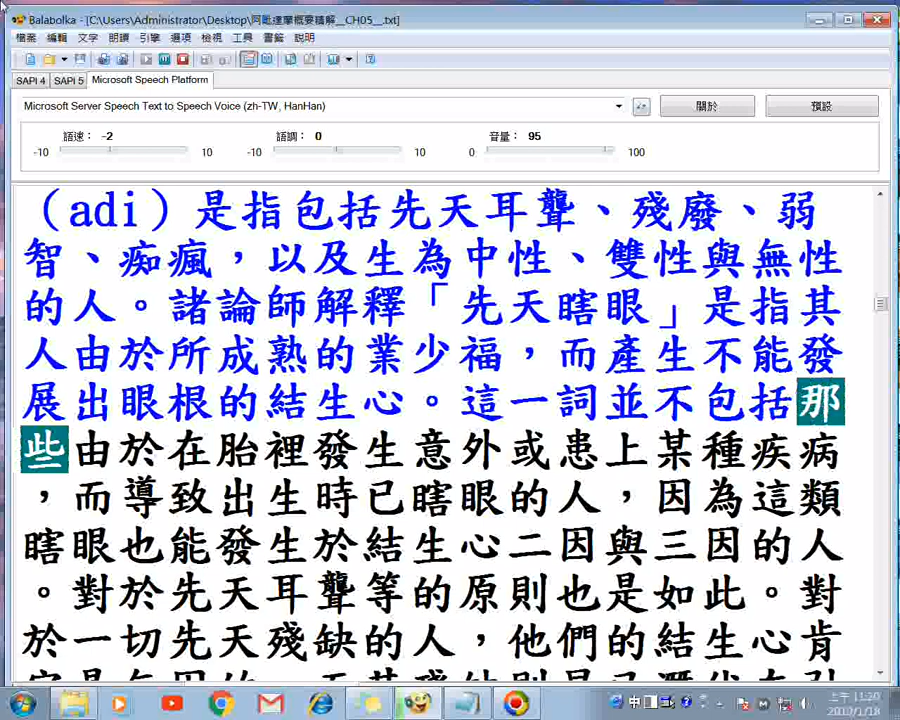 Balabolka - [C:\Users\Administrator\Desktop\阿毗達摩概要精解__CH05__.txt]
檔案 編輯 文字 朗讀 引擎 選項 檢視 工具 書籤 說明
SAPI 4 SAPI 5 Microsoft Speech Platform
Microsoft Server Speech Text to Speech Voice (zh-TW, HanHan) 關於 預設
語速： -2 語調： 0 音量： 95
-10 10 -10 10 0 100
（adi）是指包括先天耳聾、殘廢、弱
智、痴瘋，以及生為中性、雙性與無性
的人。諸論師解釋「先天瞎眼」是指其
人由於所成熟的業少福，而產生不能發
展出眼根的結生心。這一詞並不包括那
些由於在胎裡發生意外或患上某種疾病
，而導致出生時已瞎眼的人，因為這類
瞎眼也能發生於結生心二因與三因的人
。對於先天耳聾等的原則也是如此。對
於一切先天殘缺的人，他們的結生心肯
中
上午 11:20
2019/1/18